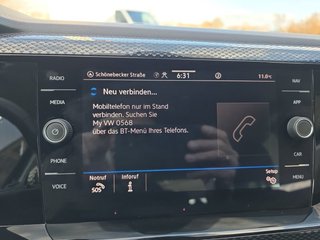 RADIO
MEDIA
PHONE
VOICE
Schönebecker Straße
6:31
11.0°C
Neu verbinden...
Mobiltelefon nur im Stand
verbinden. Suchen Sie
My VW 0568
über das BT-Menü Ihres Telefons.
Notruf
SOS
Inforuf
Setup
NAV
APP
CAR
MENU